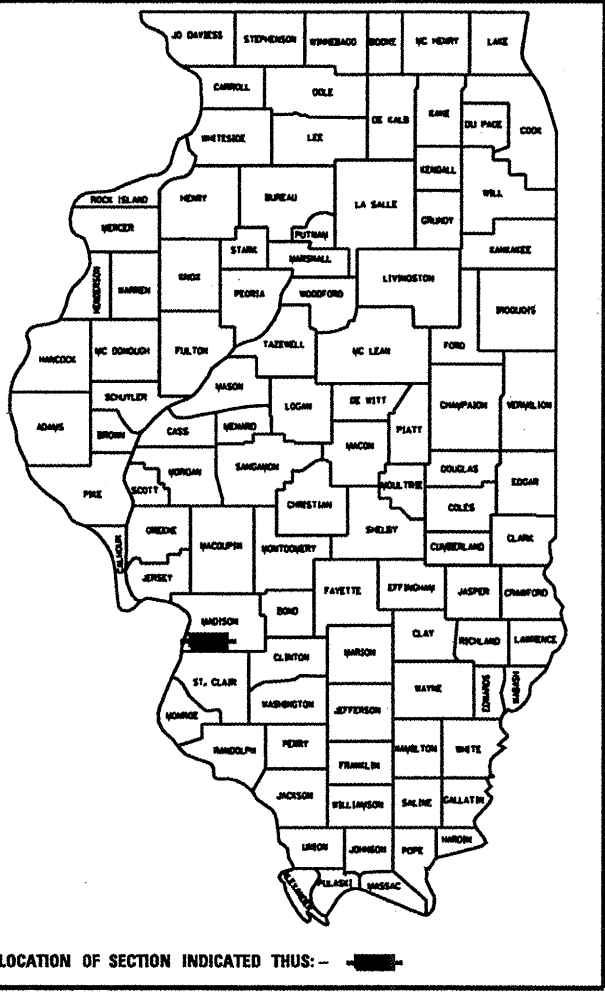 JO DAVIESS STEPHENSON WINNEBAGO BOONE MC HENRY LAKE
CARROLL OGLE DE KALB KANE DU PAGE COOK
WHITESIDE LEE
KENDALL
ROCK ISLAND HENRY BUREAU LA SALLE GRUNDY WILL
MERCER PUTNAM KANKAKEE
STARK MARSHALL
HENDERSON WARREN KNOX PEORIA WOODFORD LIVINGSTON IROQUOIS
HANCOCK MC DONOUGH FULTON TAZEWELL MC LEAN FORD
SCHUYLER MASON
ADAMS BROWN CASS MENARD LOGAN DE WITT PIATT CHAMPAIGN VERMILION
MACON
PIKE SCOTT MORGAN SANGAMON MOULTRIE DOUGLAS EDGAR
CHRISTIAN COLES
CALHOUN GREENE MACOUPIN MONTGOMERY SHELBY CUMBERLAND CLARK
JERSEY FAYETTE EFFINGHAM JASPER CRAWFORD
MADISON BOND
CLAY RICHLAND LAWRENCE
CLINTON MARION
ST. CLAIR WAYNE EDWARDS WABASH
MONROE WASHINGTON JEFFERSON
RANDOLPH PERRY HAMILTON WHITE
FRANKLIN
JACKSON WILLIAMSON SALINE GALLATIN
UNION JOHNSON POPE HARDIN
ALEXANDER PULASKI MASSAC
LOCATION OF SECTION INDICATED THUS:-